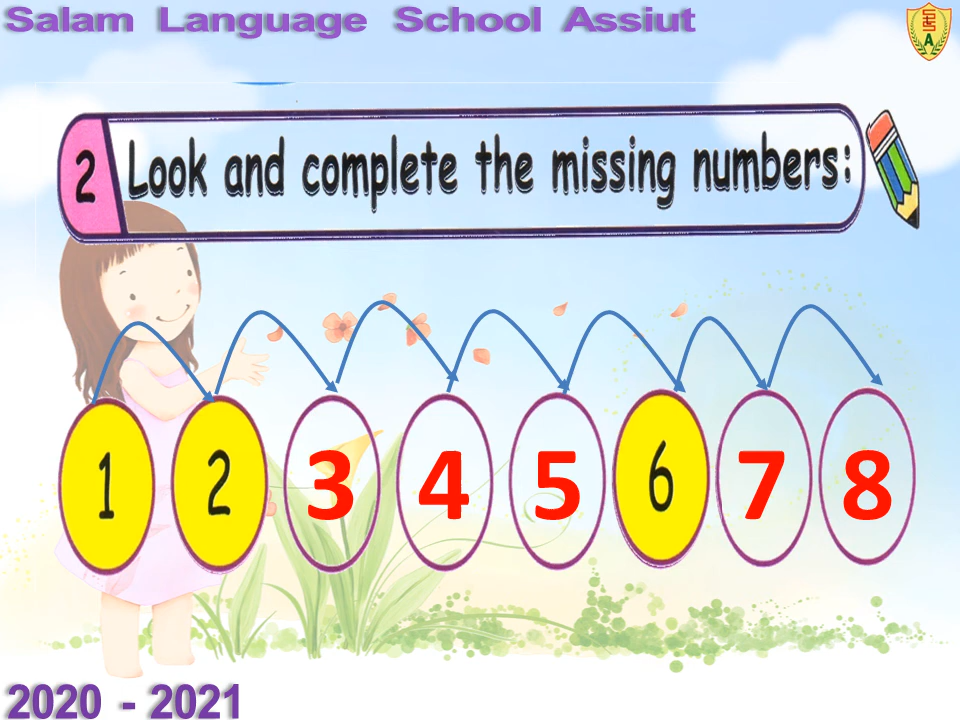 Salam Language School Assiut
2 Look and complete the missing numbers:
1 2 3 4 5 6 7 8
2020 - 2021